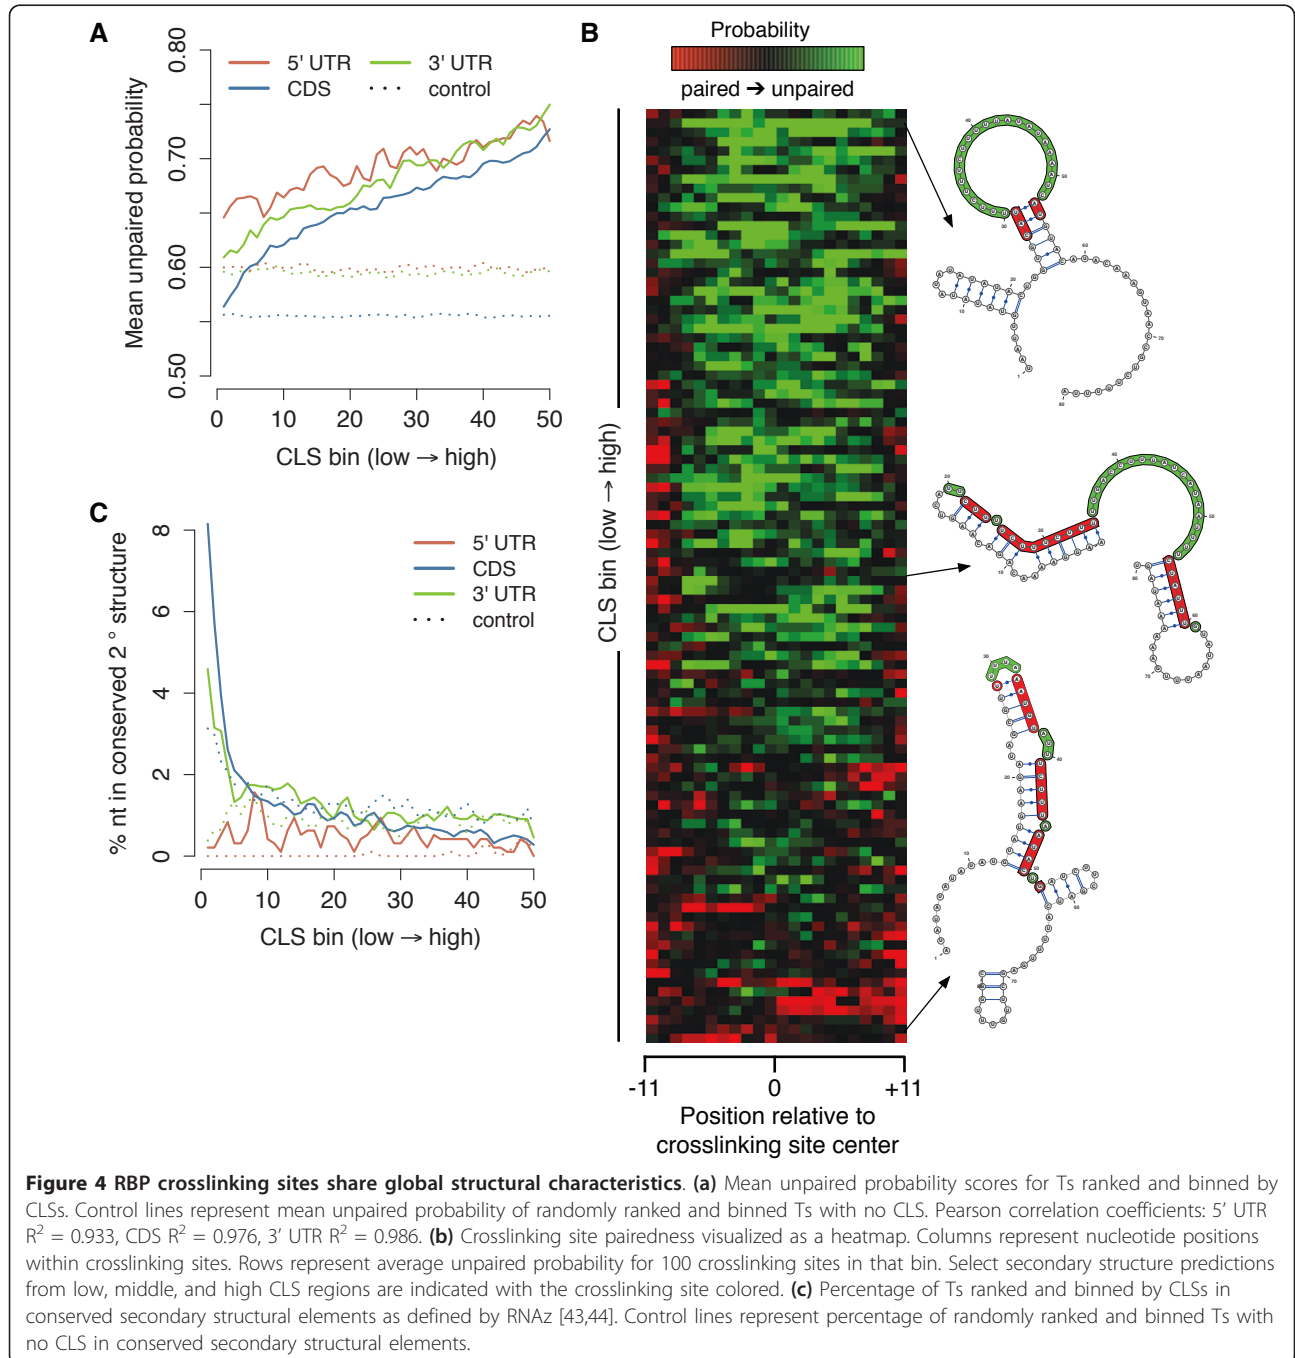 A
0.80
0.70
0.60
0.50
Mean unpaired probability
5' UTR
CDS
3' UTR
control
0 10 20 30 40 50
CLS bin (low → high)
B
Probability
paired ➔ unpaired
CLS bin (low → high)
-11 0 +11
Position relative to
crosslinking site center
C
8
6
4
2
0
% nt in conserved 2 ° structure
5' UTR
CDS
3' UTR
control
0 10 20 30 40 50
CLS bin (low → high)
Figure 4 RBP crosslinking sites share global structural characteristics. (a) Mean unpaired probability scores for Ts ranked and binned by
CLSs. Control lines represent mean unpaired probability of randomly ranked and binned Ts with no CLS. Pearson correlation coefficients: 5' UTR
R² = 0.933, CDS R² = 0.976, 3' UTR R² = 0.986. (b) Crosslinking site pairedness visualized as a heatmap. Columns represent nucleotide positions
within crosslinking sites. Rows represent average unpaired probability for 100 crosslinking sites in that bin. Select secondary structure predictions
from low, middle, and high CLS regions are indicated with the crosslinking site colored. (c) Percentage of Ts ranked and binned by CLSs in
conserved secondary structural elements as defined by RNAz [43,44]. Control lines represent percentage of randomly ranked and binned Ts with
no CLS in conserved secondary structural elements.